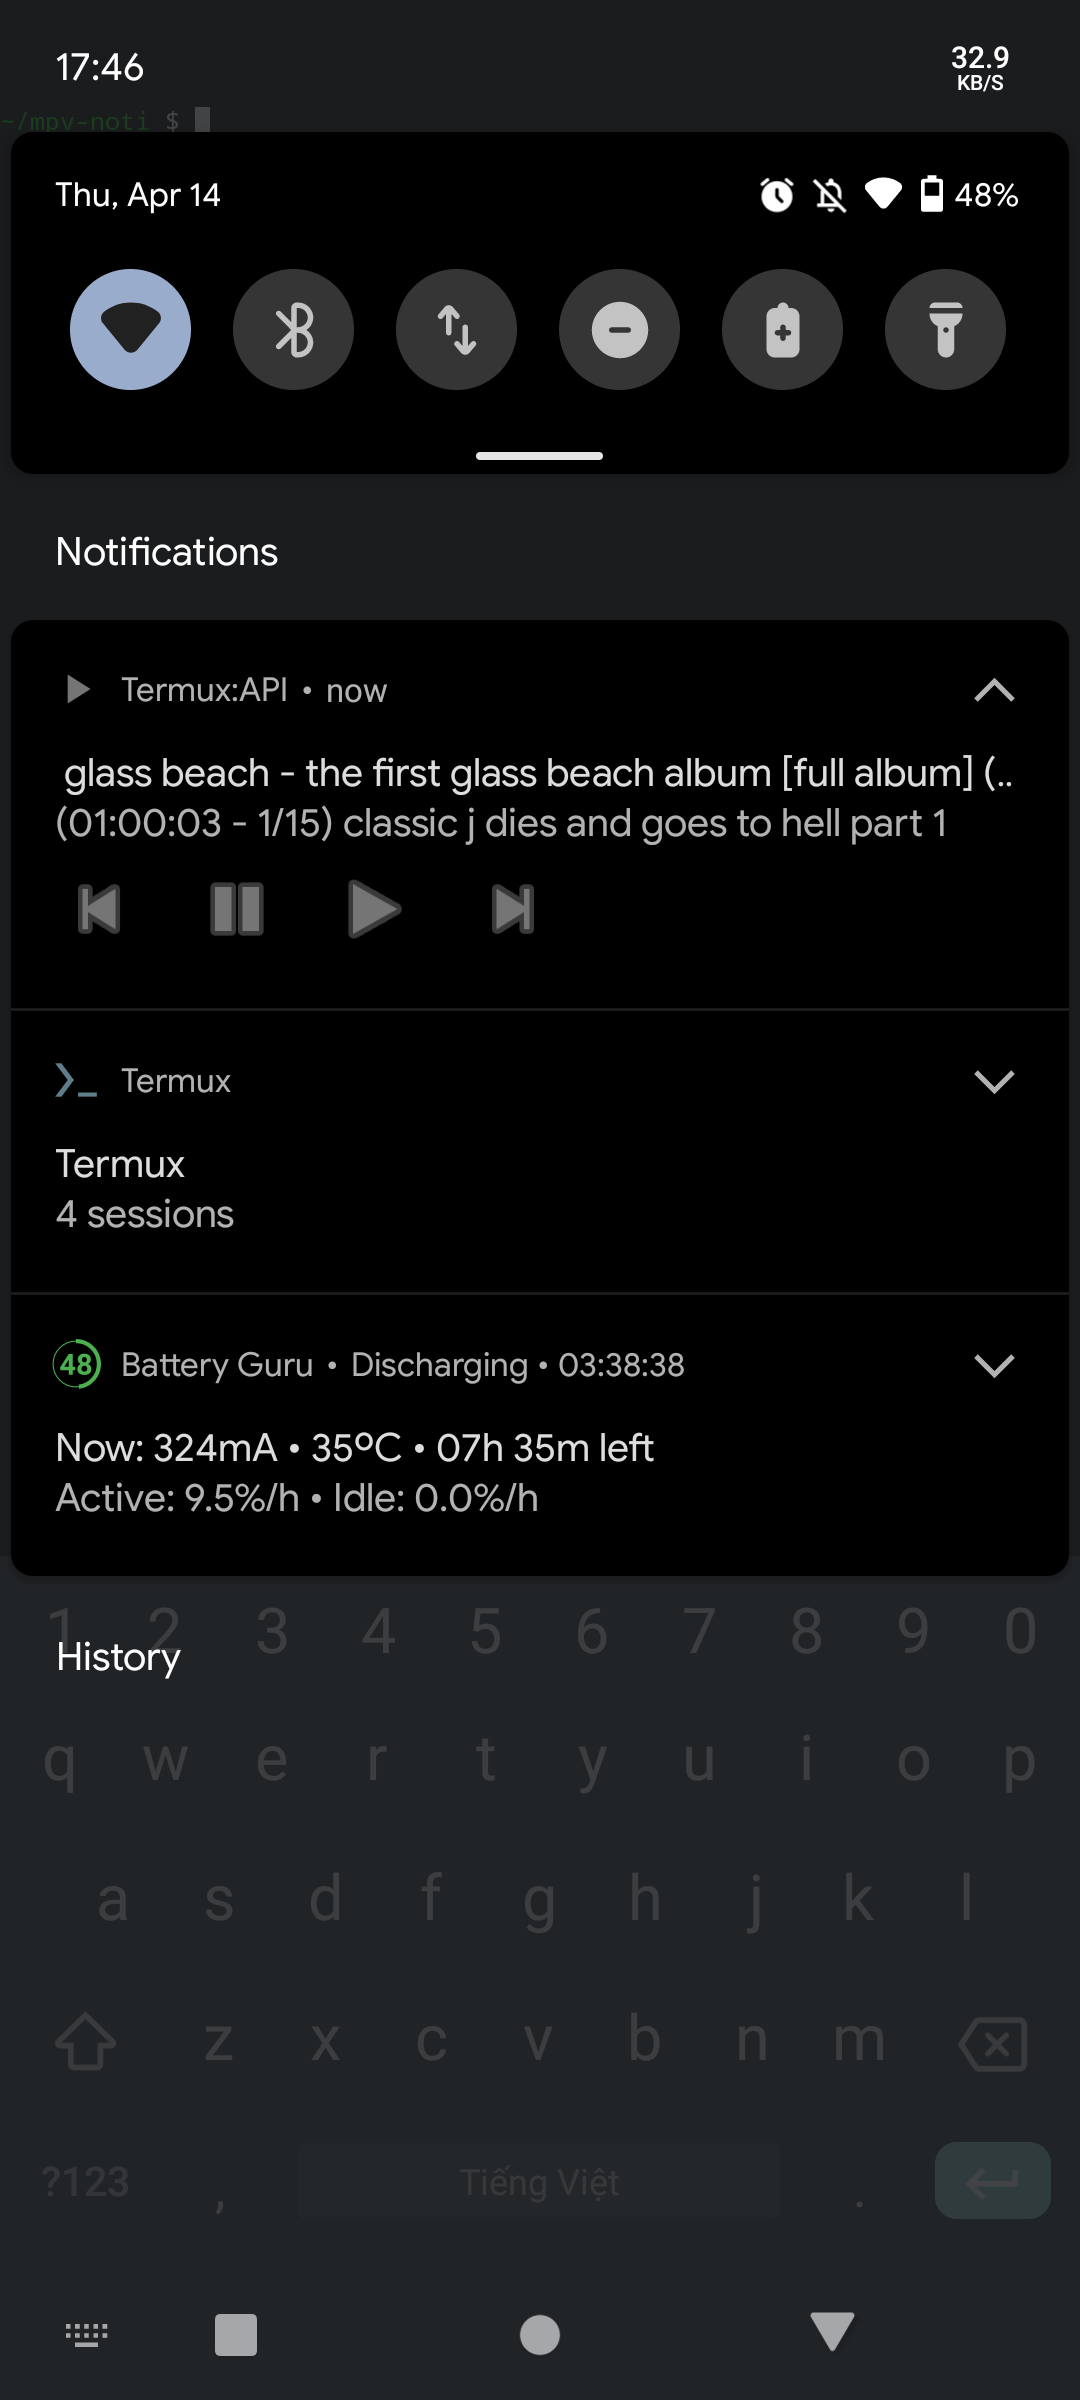 17:46
32.9
KB/S
~/mpv-noti $
Thu, Apr 14
48%
Notifications
Termux:API • now
glass beach - the first glass beach album [full album] (..
(01:00:03 - 1/15) classic j dies and goes to hell part 1
Termux
Termux
4 sessions
48 Battery Guru • Discharging • 03:38:38
Now: 324mA • 35ºC • 07h 35m left
Active: 9.5%/h • Idle: 0.0%/h
1 2 3 4 5 6 7 8 9 0
History
q w e r t y u i o p
a s d f g h j k l
z x c v b n m
?123 , Tiếng Việt .